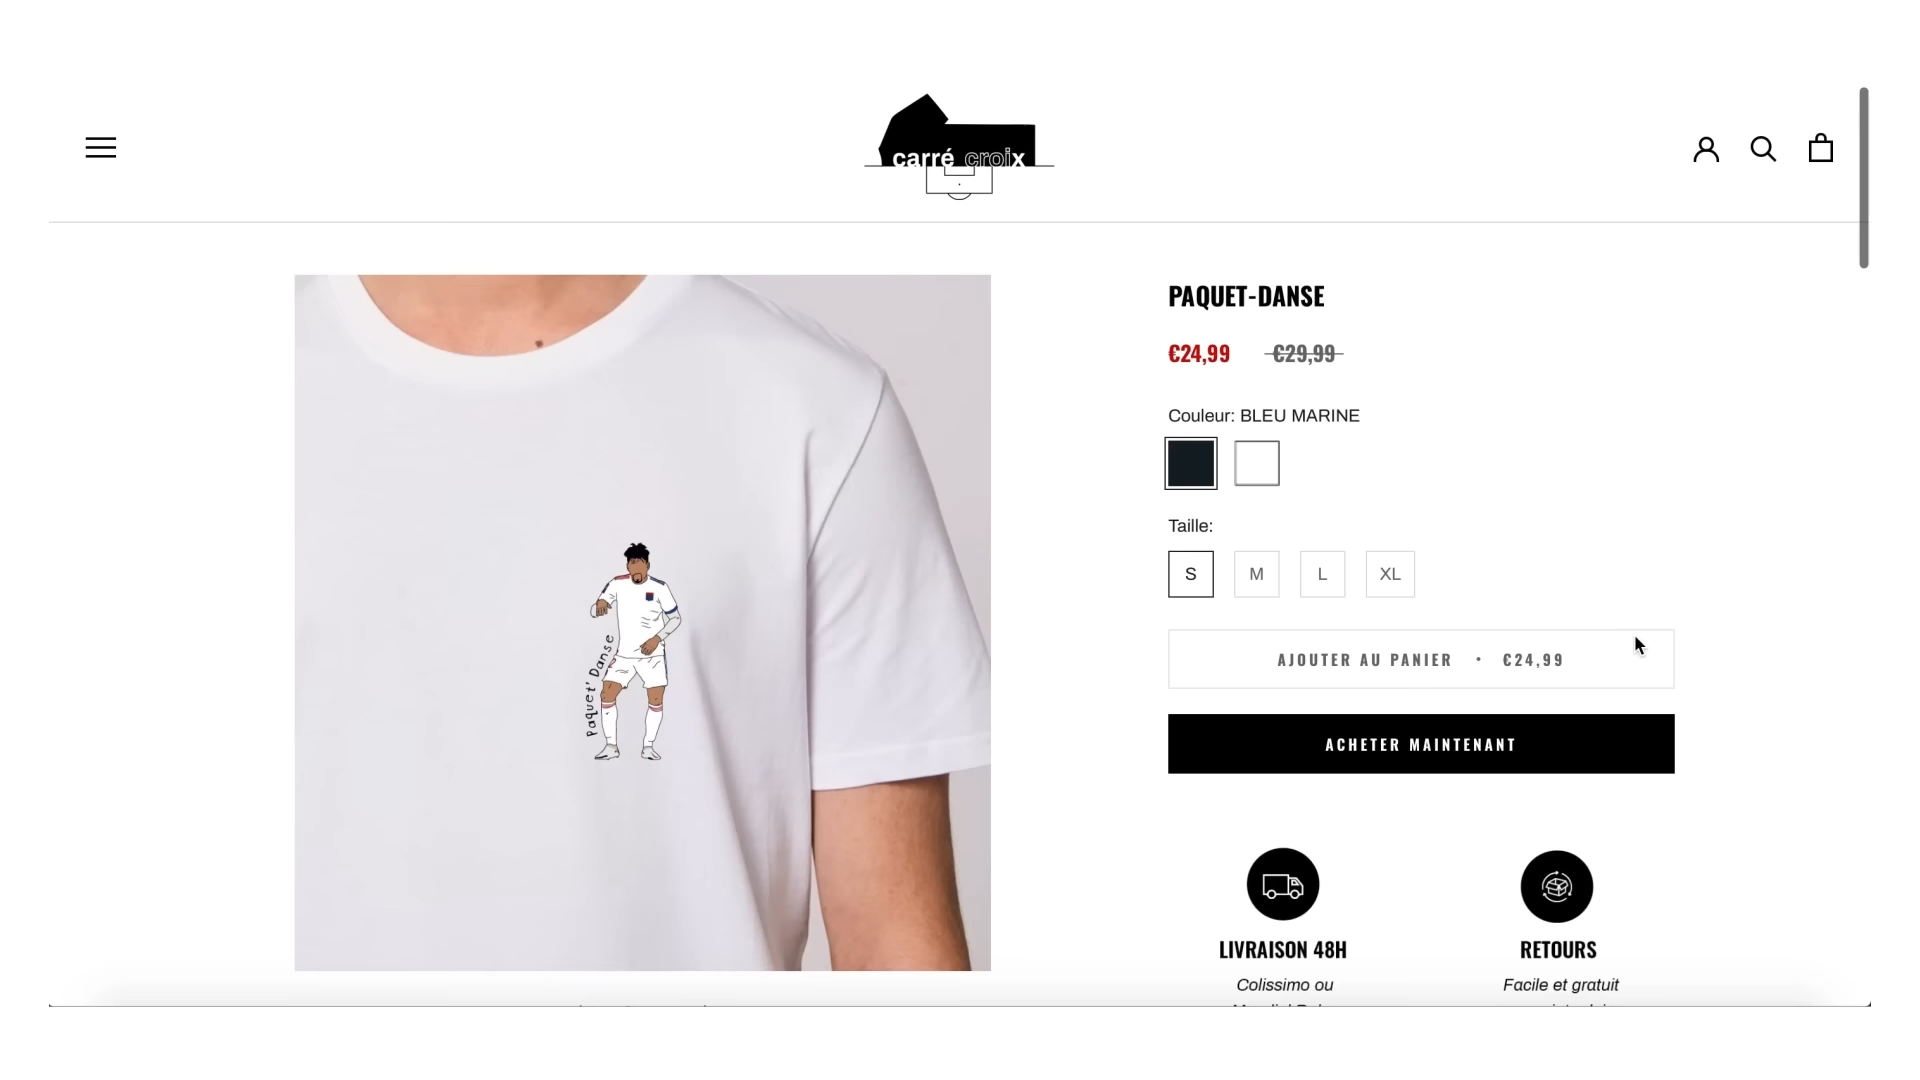 carré croix
PAQUET-DANSE
€24,99 €29,99
Couleur: BLEU MARINE
Taille:
S M L XL
AJOUTER AU PANIER • €24,99
ACHETER MAINTENANT
Paquet' Danse
LIVRAISON 48H
Colissimo ou
RETOURS
Facile et gratuit